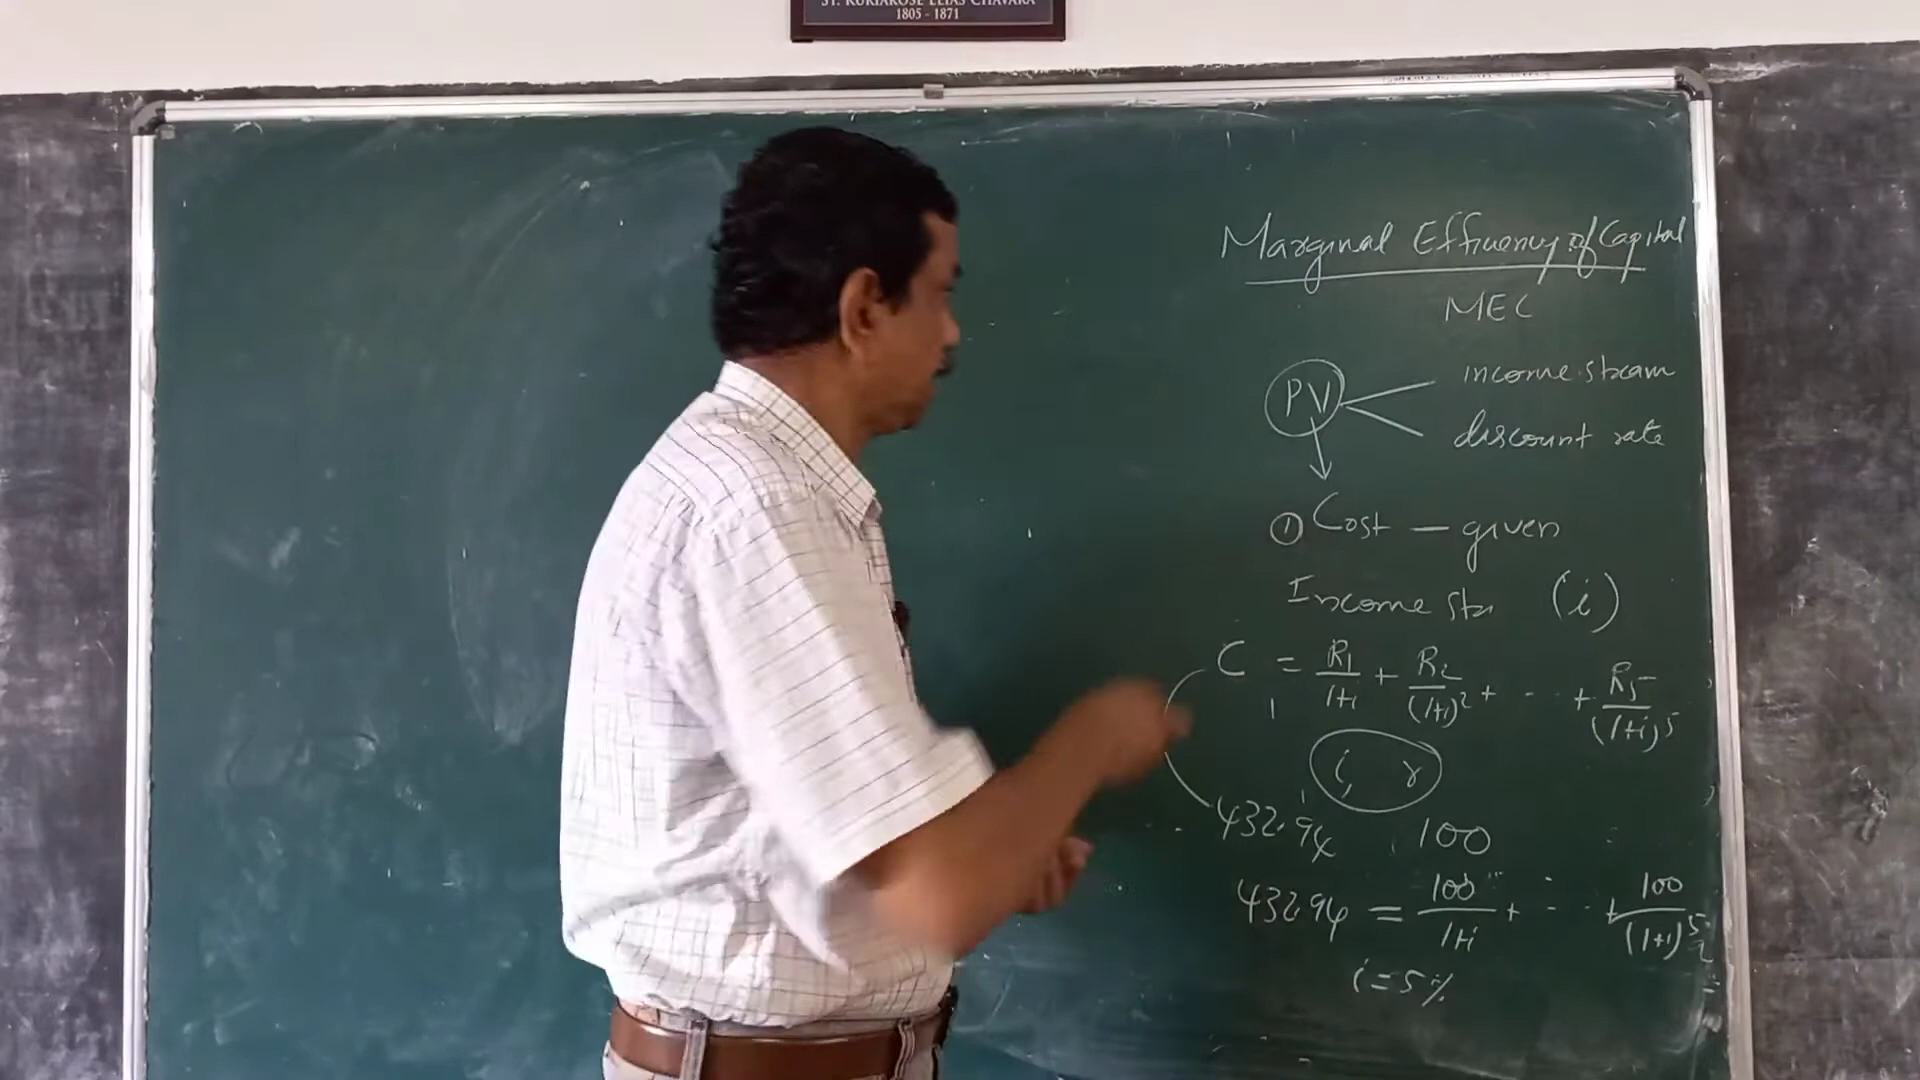 ST. KURIAKOSE ELIAS CHAVARA
1805 - 1871
Marginal Efficiency of Capital
MEC
PV
income stream
discount rate
① Cost — given
Income str (i)
C = R1/1+i + R2/(1+i)² + - - + R5/(1+i)5
i, r
432.94 100
432.94 = 100/1+i + - - + 100/(1+i)5
i = 5%